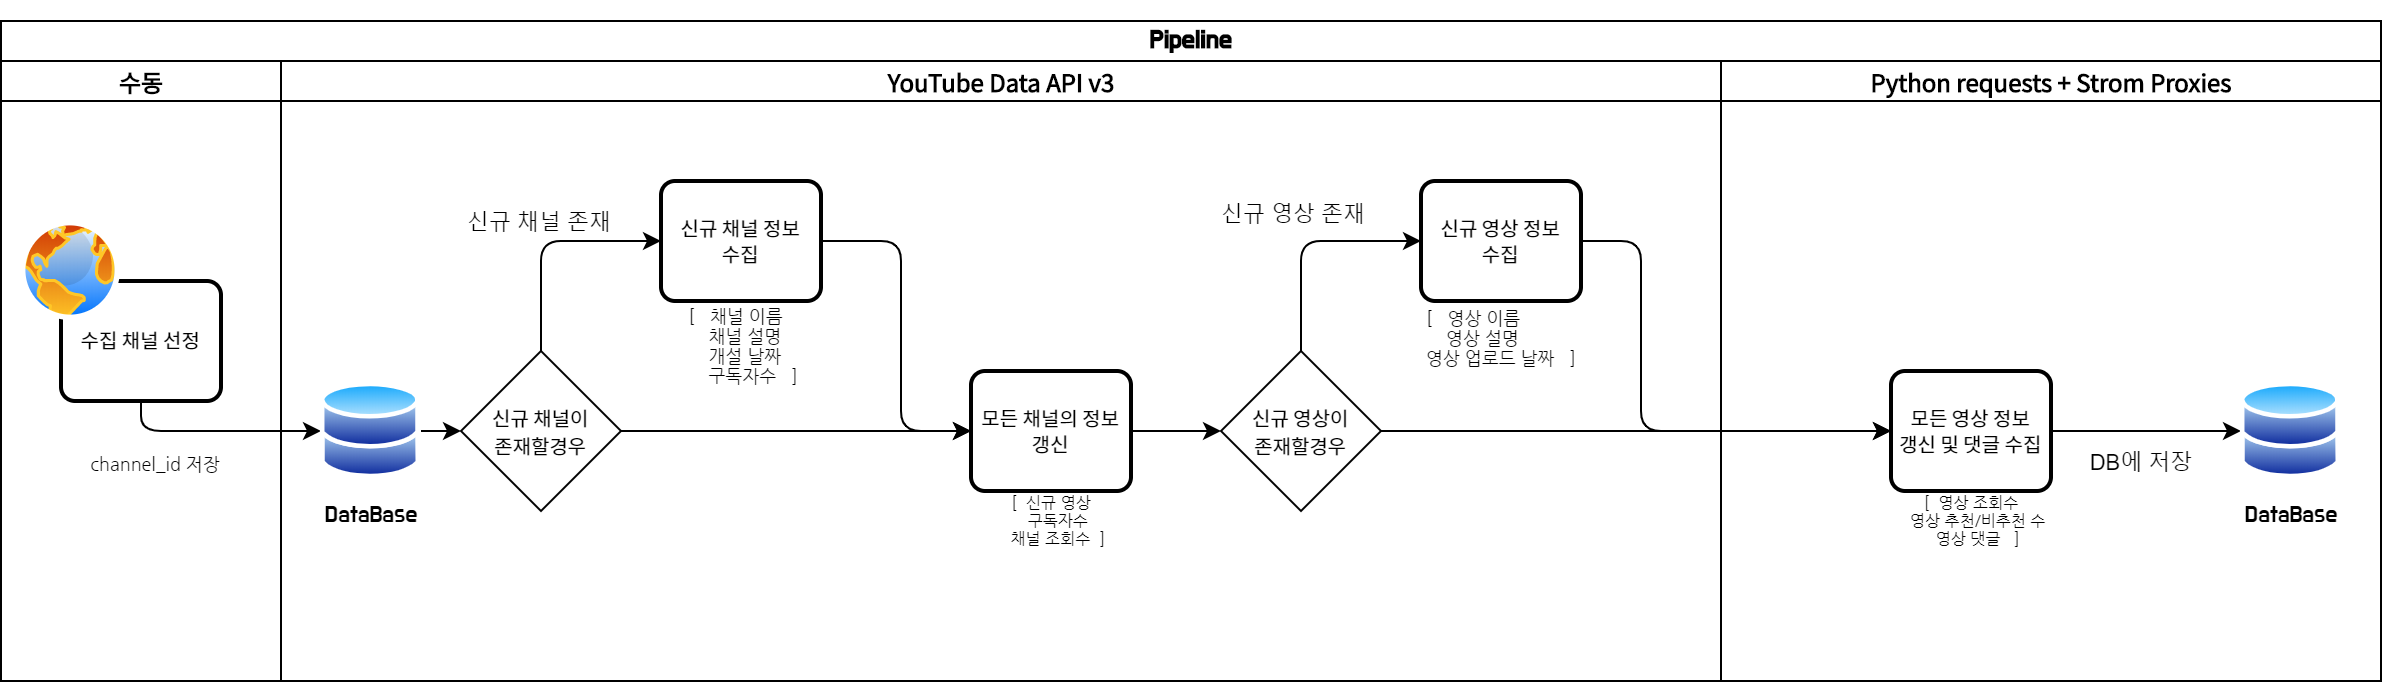 Pipeline
수동
YouTube Data API v3
Python requests + Strom Proxies
수집 채널 선정
channel_id 저장
DataBase
신규 채널이
존재할경우
신규 채널 존재
신규 채널 정보
수집
[ 채널 이름
채널 설명
개설 날짜
구독자수 ]
모든 채널의 정보
갱신
[ 신규 영상
구독자수
채널 조회수 ]
신규 영상이
존재할경우
신규 영상 존재
신규 영상 정보
수집
[ 영상 이름
영상 설명
영상 업로드 날짜 ]
모든 영상 정보
갱신 및 댓글 수집
[ 영상 조회수
영상 추천/비추천 수
영상 댓글 ]
DB에 저장
DataBase